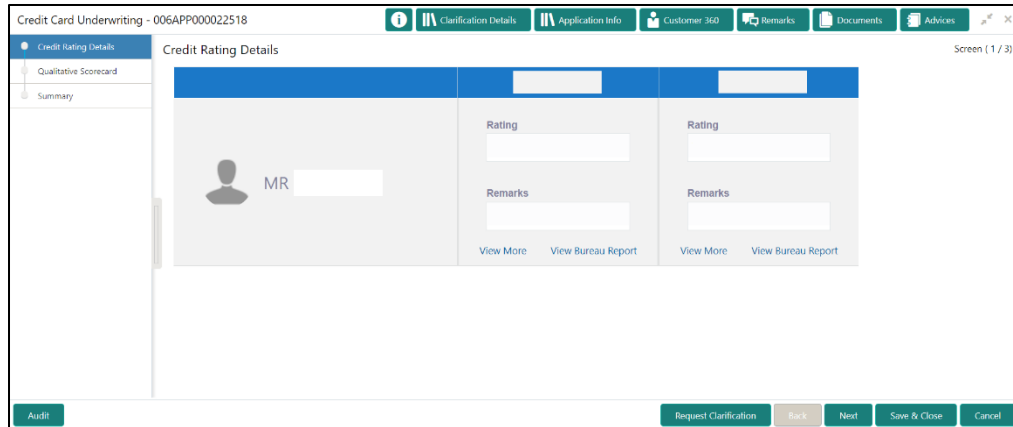 Credit Card Underwriting - 006APP000022518
i Clarification Details Application Info Customer 360 Remarks Documents Advices
Credit Rating Details
Qualitative Scorecard
Summary
Credit Rating Details Screen ( 1 / 3)
MR
Rating Rating
Remarks Remarks
View More View Bureau Report View More View Bureau Report
Audit Request Clarification Back Next Save & Close Cancel